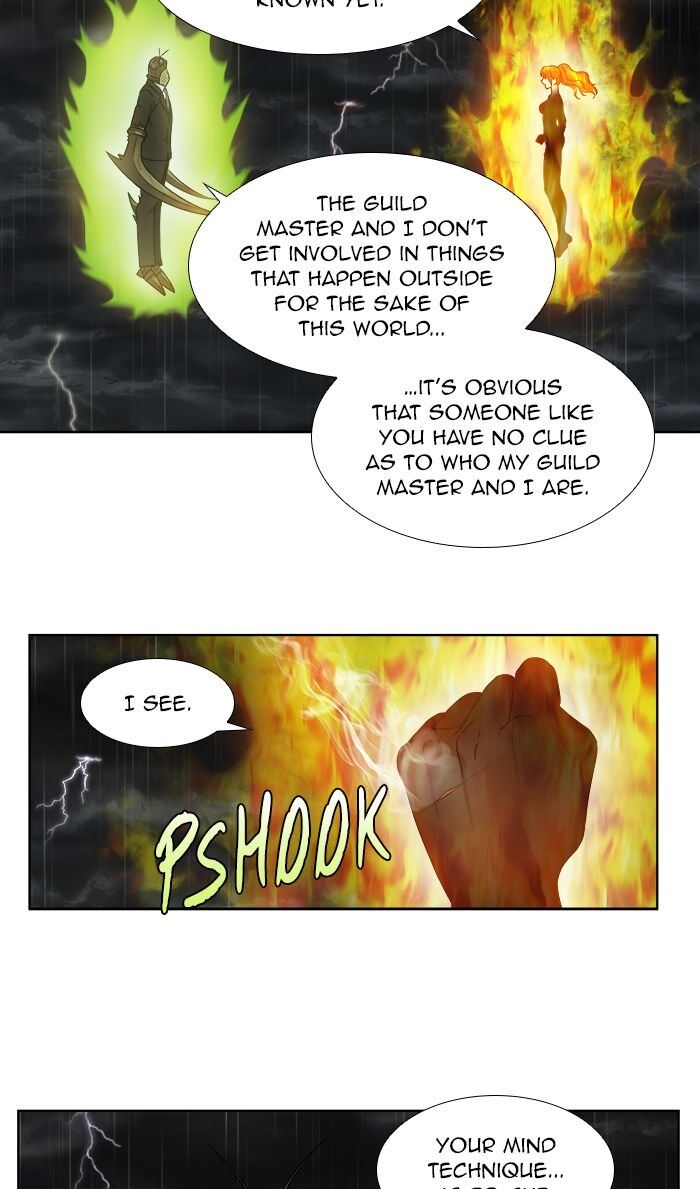 KNOWN YET.
THE GUILD
MASTER AND I DON'T
GET INVOLVED IN THINGS
THAT HAPPEN OUTSIDE
FOR THE SAKE OF
THIS WORLD...
...IT'S OBVIOUS
THAT SOMEONE LIKE
YOU HAVE NO CLUE
AS TO WHO MY GUILD
MASTER AND I ARE.
I SEE.
PSHOOK
YOUR MIND
TECHNIQUE...